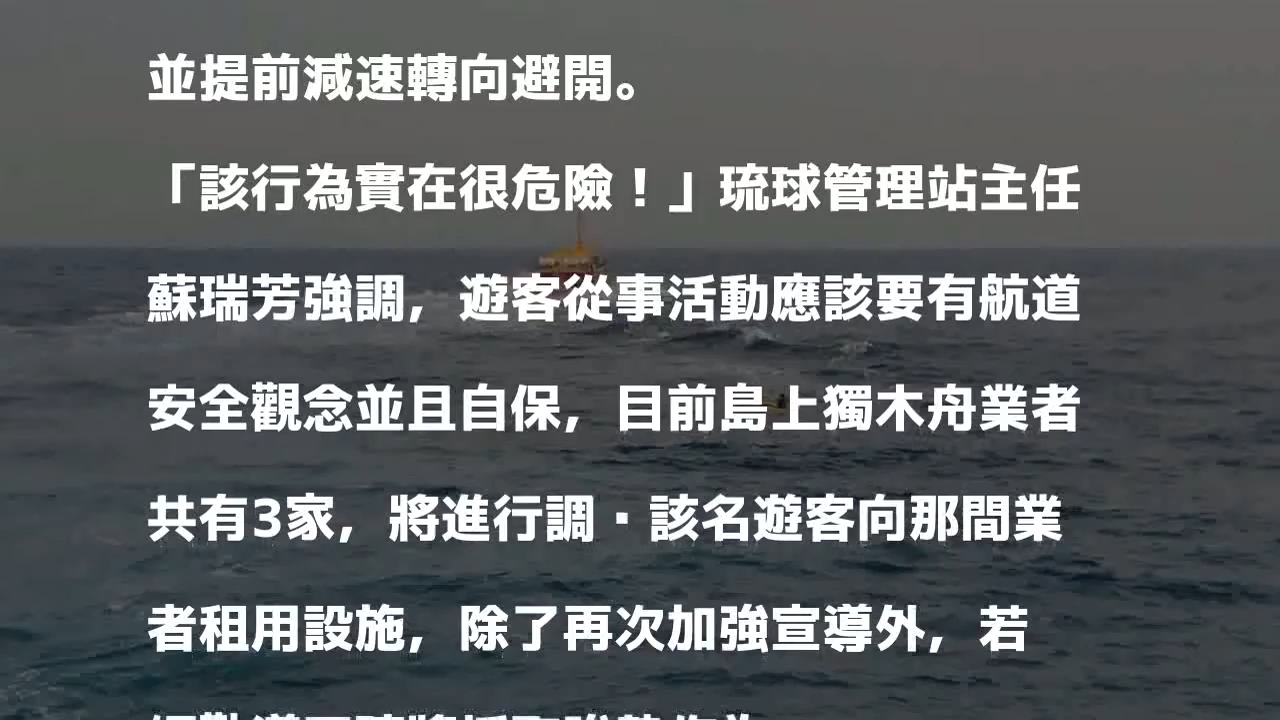 並提前減速轉向避開。
「該行為實在很危險！」琉球管理站主任
蘇瑞芳強調，遊客從事活動應該要有航道
安全觀念並且自保，目前島上獨木舟業者
共有3家，將進行調▪該名遊客向那間業
者租用設施，除了再次加強宣導外，若